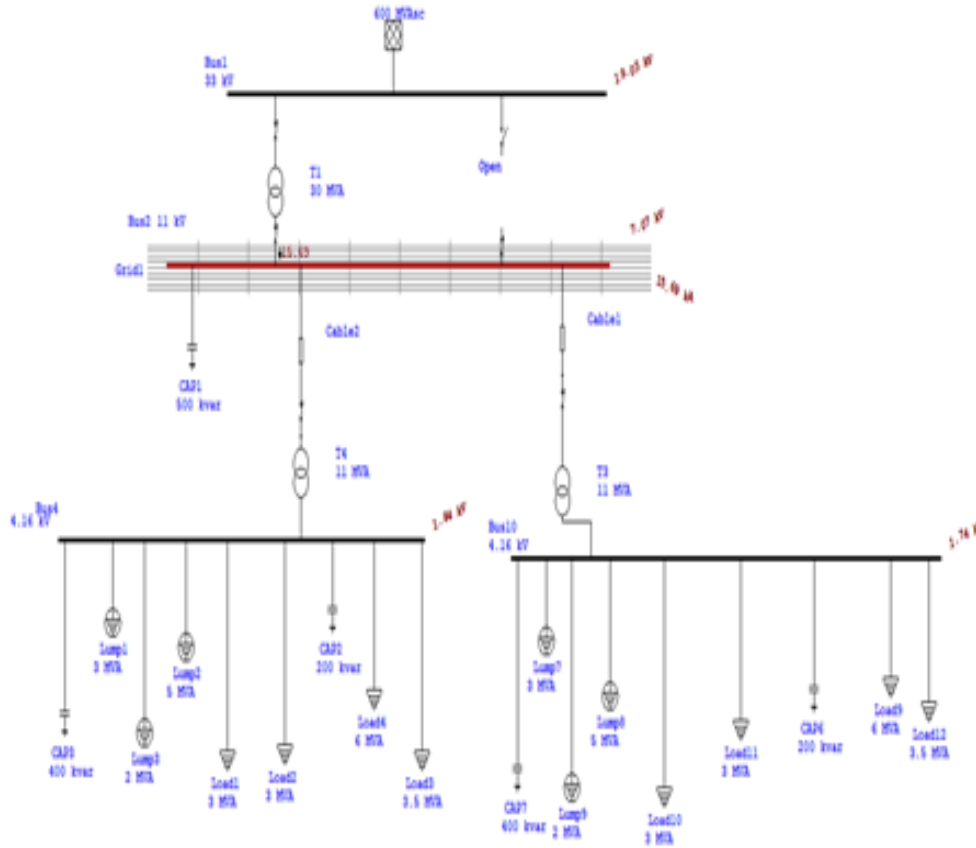 600 MVAsc
Bus1
33 kV
T1
30 MVA
Open
Bus2 11 kV
Grid1
Cable2
Cable1
CAP1
500 kvar
T4
11 MVA
T3
11 MVA
Bus4
4.16 kV
Bus10
4.16 kV
Lump1
3 MVA
Lump2
5 MVA
CAP2
200 kvar
Load4
6 MVA
CAP3
400 kvar
Lump3
2 MVA
Load1
3 MVA
Load2
3 MVA
Load3
3.5 MVA
Lump7
3 MVA
Lump8
5 MVA
Load11
3 MVA
CAP6
200 kvar
Load9
6 MVA
Load12
3.5 MVA
CAP7
400 kvar
Lump9
2 MVA
Load10
3 MVA